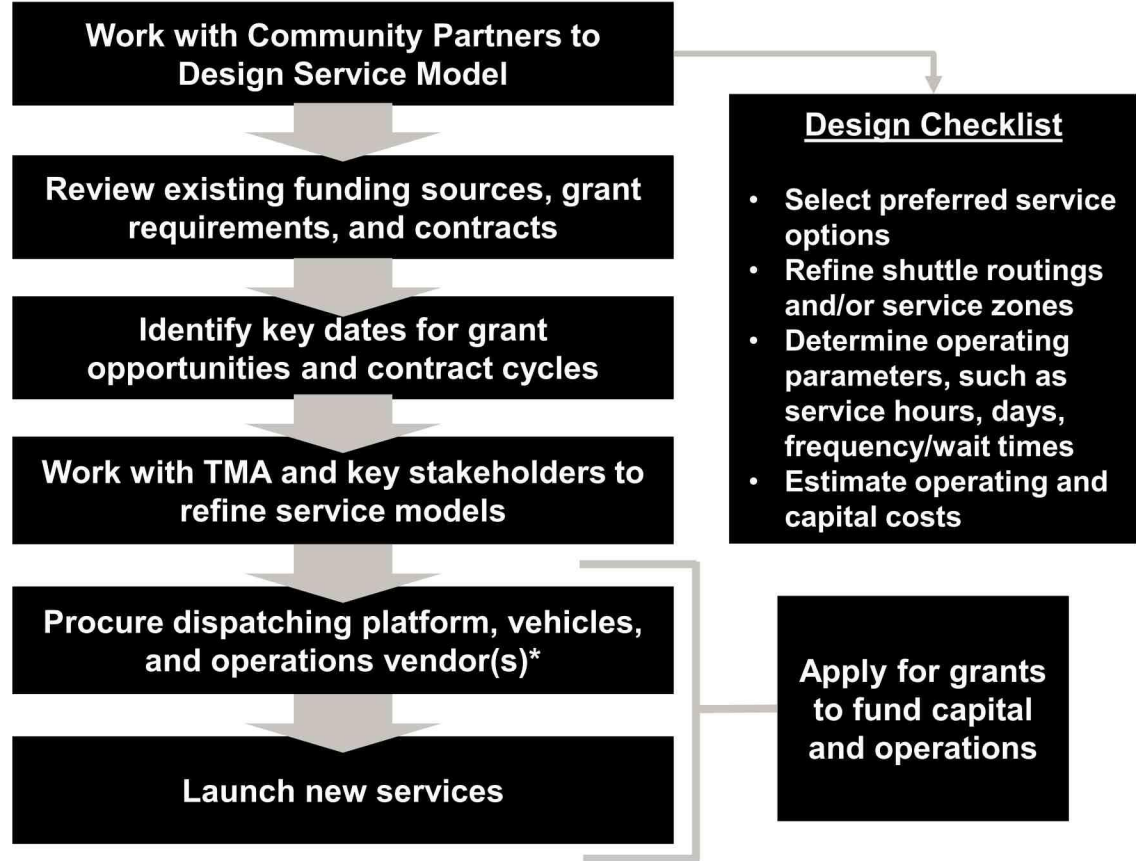 Work with Community Partners to
Design Service Model
Review existing funding sources, grant
requirements, and contracts
Identify key dates for grant
opportunities and contract cycles
Work with TMA and key stakeholders to
refine service models
Procure dispatching platform, vehicles,
and operations vendor(s)*
Launch new services
Design Checklist
• Select preferred service
options
• Refine shuttle routings
and/or service zones
• Determine operating
parameters, such as
service hours, days,
frequency/wait times
• Estimate operating and
capital costs
Apply for grants
to fund capital
and operations